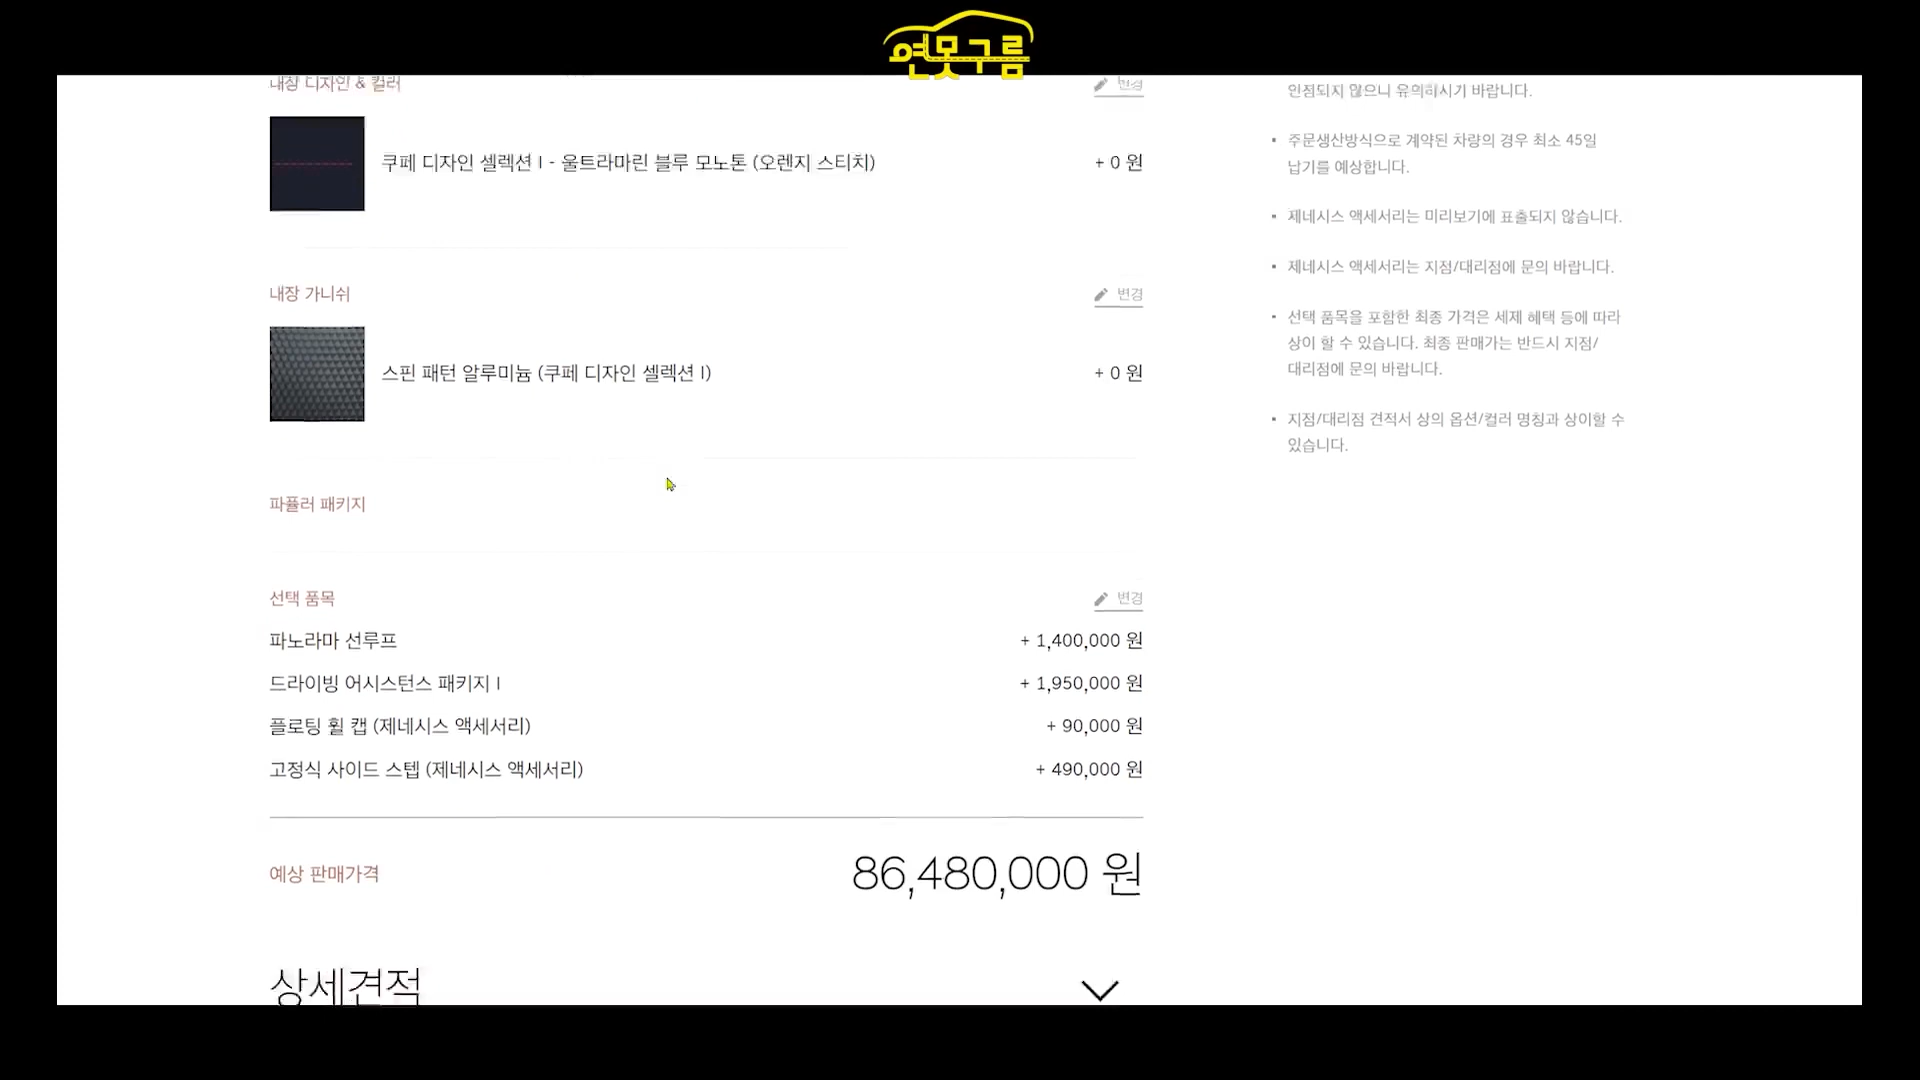 연못구름
내장 디자인 & 컬러
변경
쿠페 디자인 셀렉션 I - 울트라마린 블루 모노톤 (오렌지 스티치)
+ 0 원
내장 가니쉬
변경
스핀 패턴 알루미늄 (쿠페 디자인 셀렉션 I)
+ 0 원
파퓰러 패키지
선택 품목
변경
파노라마 선루프
+ 1,400,000 원
드라이빙 어시스턴스 패키지 I
+ 1,950,000 원
플로팅 휠 캡 (제네시스 액세서리)
+ 90,000 원
고정식 사이드 스텝 (제네시스 액세서리)
+ 490,000 원
예상 판매가격
86,480,000 원
상세견적
인정되지 않으니 유의하시기 바랍니다.
▪ 주문생산방식으로 계약된 차량의 경우 최소 45일
납기를 예상합니다.
▪ 제네시스 액세서리는 미리보기에 표출되지 않습니다.
▪ 제네시스 액세서리는 지점/대리점에 문의 바랍니다.
▪ 선택 품목을 포함한 최종 가격은 세제 혜택 등에 따라
상이 할 수 있습니다. 최종 판매가는 반드시 지점/
대리점에 문의 바랍니다.
▪ 지점/대리점 견적서 상의 옵션/컬러 명칭과 상이할 수
있습니다.